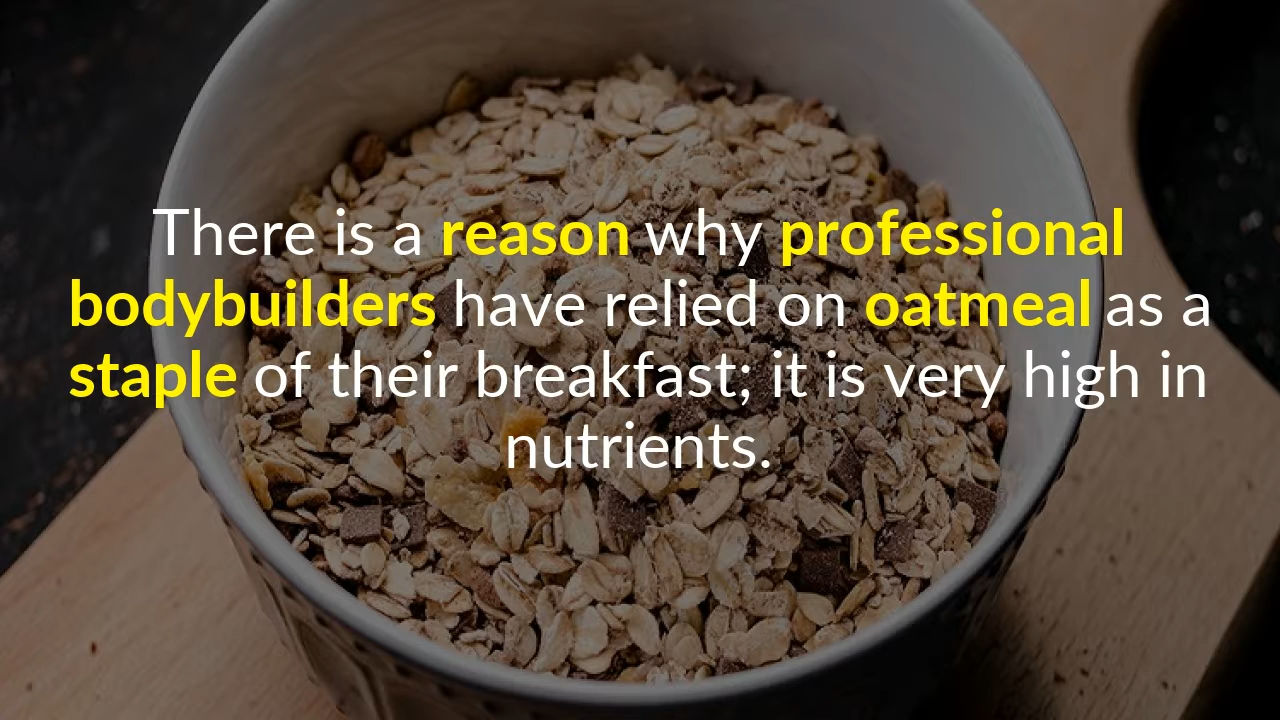 There is a reason why professional
bodybuilders have relied on oatmeal as a
staple of their breakfast; it is very high in
nutrients.